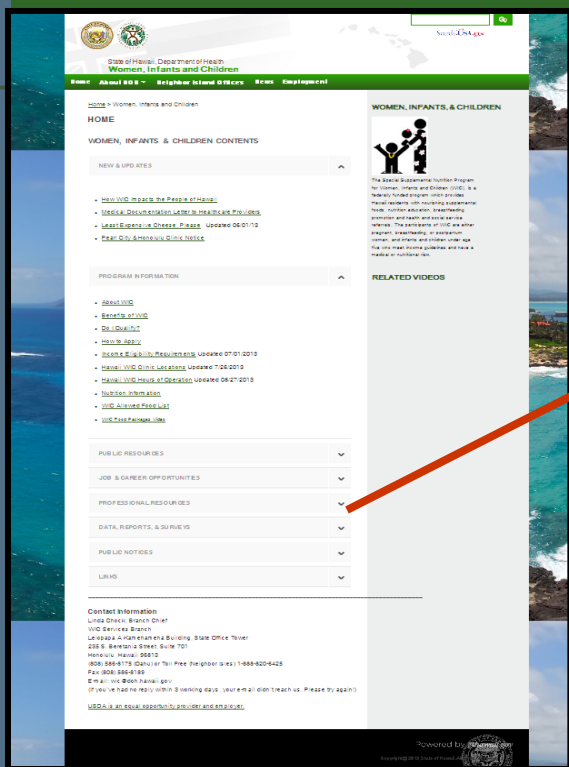 Go
Search USA.gov
State of Hawaii, Department of Health
Women, Infants and Children
Home About DOH Neighbor Island Offices News Employment
Home > Women, Infants and Children
HOME
WOMEN, INFANTS & CHILDREN CONTENTS
NEW & UPDATES
How WIC Impacts the People of Hawaii
Medical Documentation Letter to Healthcare Providers
Least Expensive Cheese, Please. Updated 06/01/13
Pearl City & Honolulu Clinic Notice
PROGRAM INFORMATION
About WIC
Benefits of WIC
Do I Qualify?
How to Apply
Income Eligibility Requirements Updated 07/01/2013
Hawaii WIC Clinic Locations Updated 7/26/2013
Hawaii WIC Hours of Operation Updated 08/27/2013
Nutrition Information
WIC Allowed Food List
WIC Food Packages Video
PUBLIC RESOURCES
JOB & CAREER OPPORTUNITIES
PROFESSIONAL RESOURCES
DATA, REPORTS, & SURVEYS
PUBLIC NOTICES
LINKS
Contact Information
Linda Chock, Branch Chief
WIC Services Branch
Leiopapa A Kamehameha Building, State Office Tower
235 S. Beretania Street, Suite 701
Honolulu, Hawaii 96813
(808) 586-8175 (Oahu) or Toll Free (Neighbor Isles) 1-888-820-6425
Fax (808) 586-8189
E-mail: wic@doh.hawaii.gov
(If you've had no reply within 3 working days, your e-mail didn't reach us. Please try again!)
USDA is an equal opportunity provider and employer.
WOMEN, INFANTS, & CHILDREN
The Special Supplemental Nutrition Program
for Women, Infants and Children (WIC), is a
federally funded program which provides
Hawaii residents with nourishing supplemental
foods, nutrition education, breastfeeding
promotion and health and social service
referrals. The participants of WIC are either
pregnant, breastfeeding, or postpartum
women, and infants and children under age
five who meet income guidelines and have a
medical or nutritional risk.
RELATED VIDEOS
Powered by
Copyright© 2013, State of Hawaii.